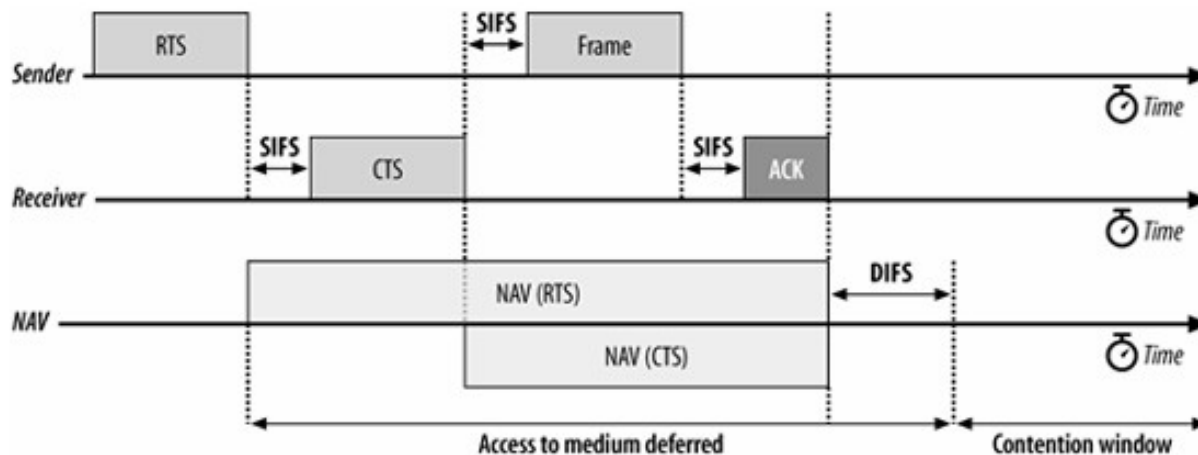 SIFS
RTS
Frame
Sender
Time
SIFS
CTS
SIFS
ACK
Receiver
Time
NAV (RTS)
DIFS
NAV
NAV (CTS)
Time
Access to medium deferred
Contention window